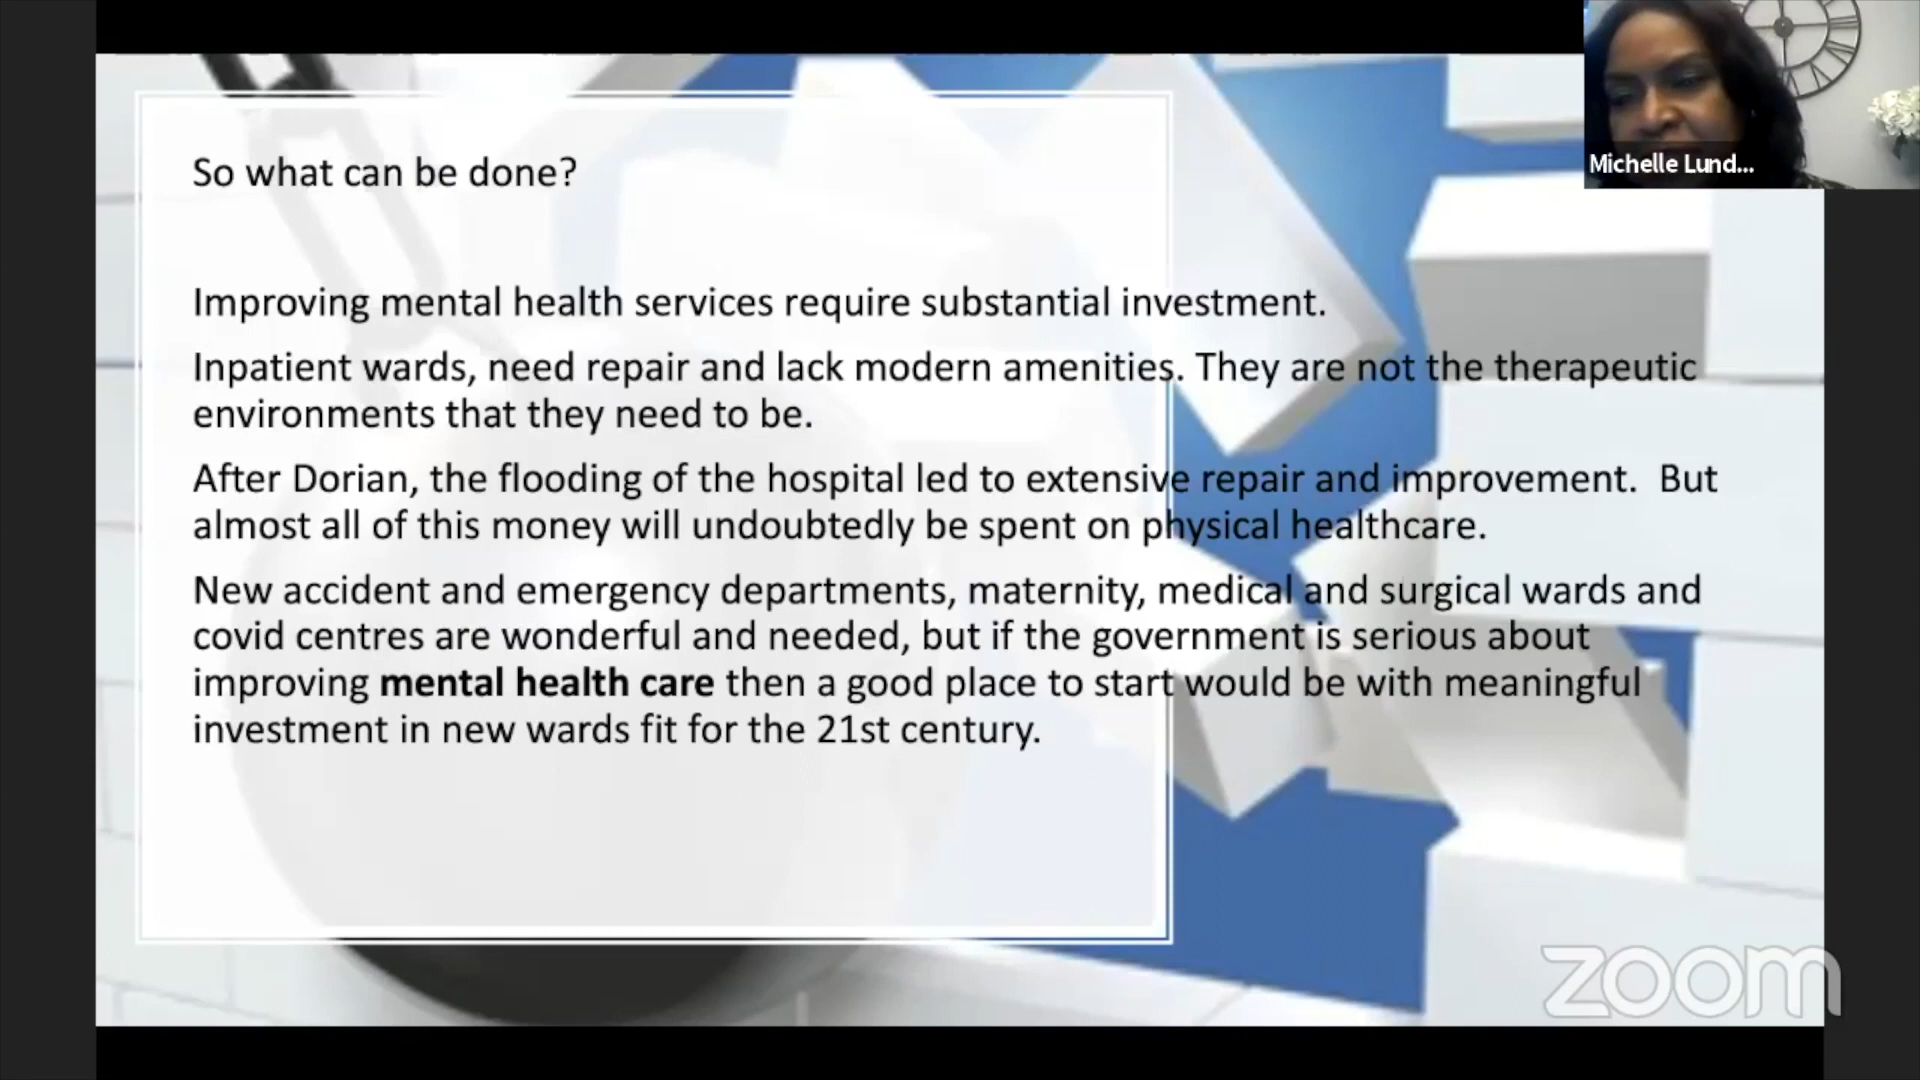 Michelle Lund...
So what can be done?
Improving mental health services require substantial investment.
Inpatient wards, need repair and lack modern amenities. They are not the therapeutic
environments that they need to be.
After Dorian, the flooding of the hospital led to extensive repair and improvement.  But
almost all of this money will undoubtedly be spent on physical healthcare.
New accident and emergency departments, maternity, medical and surgical wards and
covid centres are wonderful and needed, but if the government is serious about
improving mental health care then a good place to start would be with meaningful
investment in new wards fit for the 21st century.
zoom